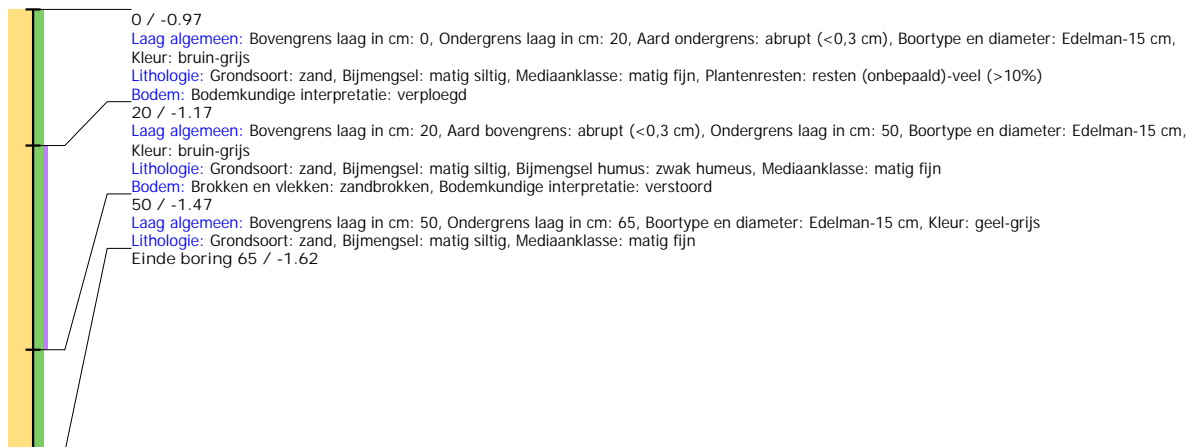 0 / -0.97
Laag algemeen: Bovengrens laag in cm: 0, Ondergrens laag in cm: 20, Aard ondergrens: abrupt (<0,3 cm), Boortype en diameter: Edelman-15 cm,
Kleur: bruin-grijs
Lithologie: Grondsoort: zand, Bijmengsel: matig siltig, Mediaanklasse: matig fijn, Plantenresten: resten (onbepaald)-veel (>10%)
Bodem: Bodemkundige interpretatie: verploegd
20 / -1.17
Laag algemeen: Bovengrens laag in cm: 20, Aard bovengrens: abrupt (<0,3 cm), Ondergrens laag in cm: 50, Boortype en diameter: Edelman-15 cm,
Kleur: bruin-grijs
Lithologie: Grondsoort: zand, Bijmengsel: matig siltig, Bijmengsel humus: zwak humeus, Mediaanklasse: matig fijn
Bodem: Brokken en vlekken: zandbrokken, Bodemkundige interpretatie: verstoord
50 / -1.47
Laag algemeen: Bovengrens laag in cm: 50, Ondergrens laag in cm: 65, Boortype en diameter: Edelman-15 cm, Kleur: geel-grijs
Lithologie: Grondsoort: zand, Bijmengsel: matig siltig, Mediaanklasse: matig fijn
Einde boring 65 / -1.62